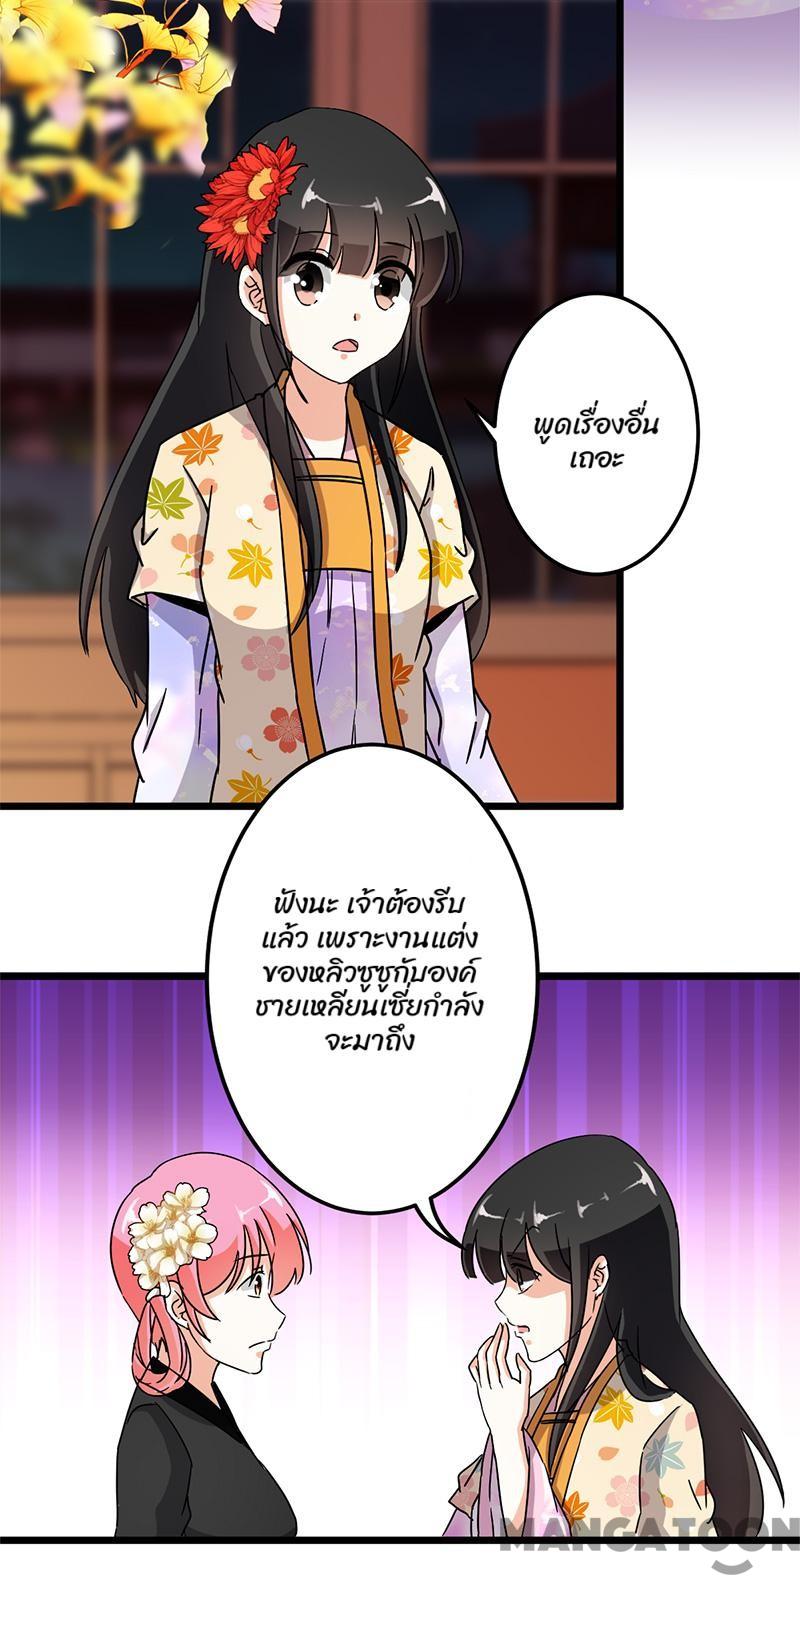 พูดเรื่องอื่น
เถอะ
ฟังนะ เจ้าต้องรีบ
แล้ว เพราะงานแต่ง
ของหลิวซูซูกับองค์
ชายเหลียนเซี่ยกำลัง
จะมาถึง
MANGATOON